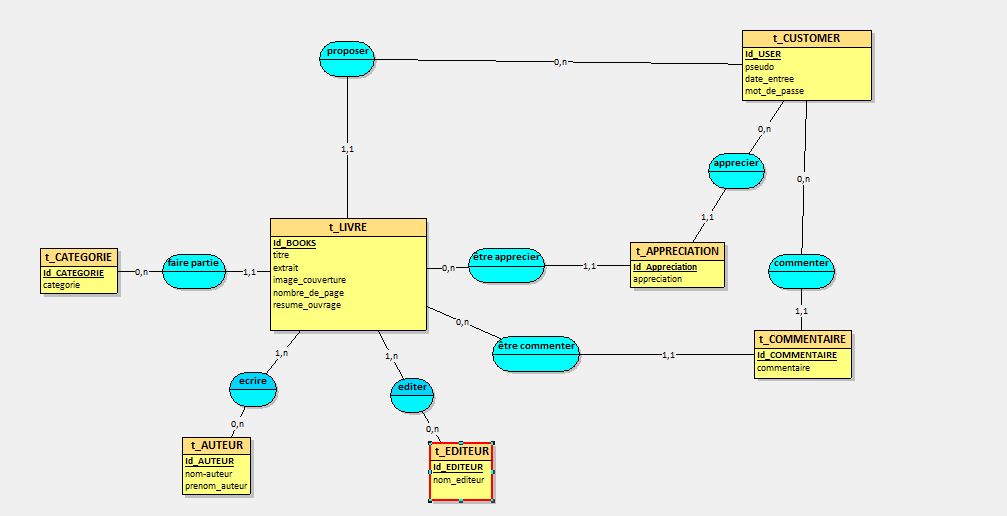 t_CUSTOMER
Id_USER
pseudo
date_entree
mot_de_passe
proposer
0,n
1,1
0,n
apprecier
0,n
1,1
t_LIVRE
Id_BOOKS
titre
extrait
image_couverture
nombre_de_page
resume_ouvrage
t_CATEGORIE
Id_CATEGORIE
categorie
0,n
faire partie
1,1
0,n
être apprecier
1,1
t_APPRECIATION
Id_Appreciation
appreciation
commenter
1,1
0,n
être commenter
1,1
t_COMMENTAIRE
Id_COMMENTAIRE
commentaire
1,n
ecrire
0,n
1,n
editer
0,n
t_AUTEUR
Id_AUTEUR
nom-auteur
prenom_auteur
t_EDITEUR
Id_EDITEUR
nom_editeur